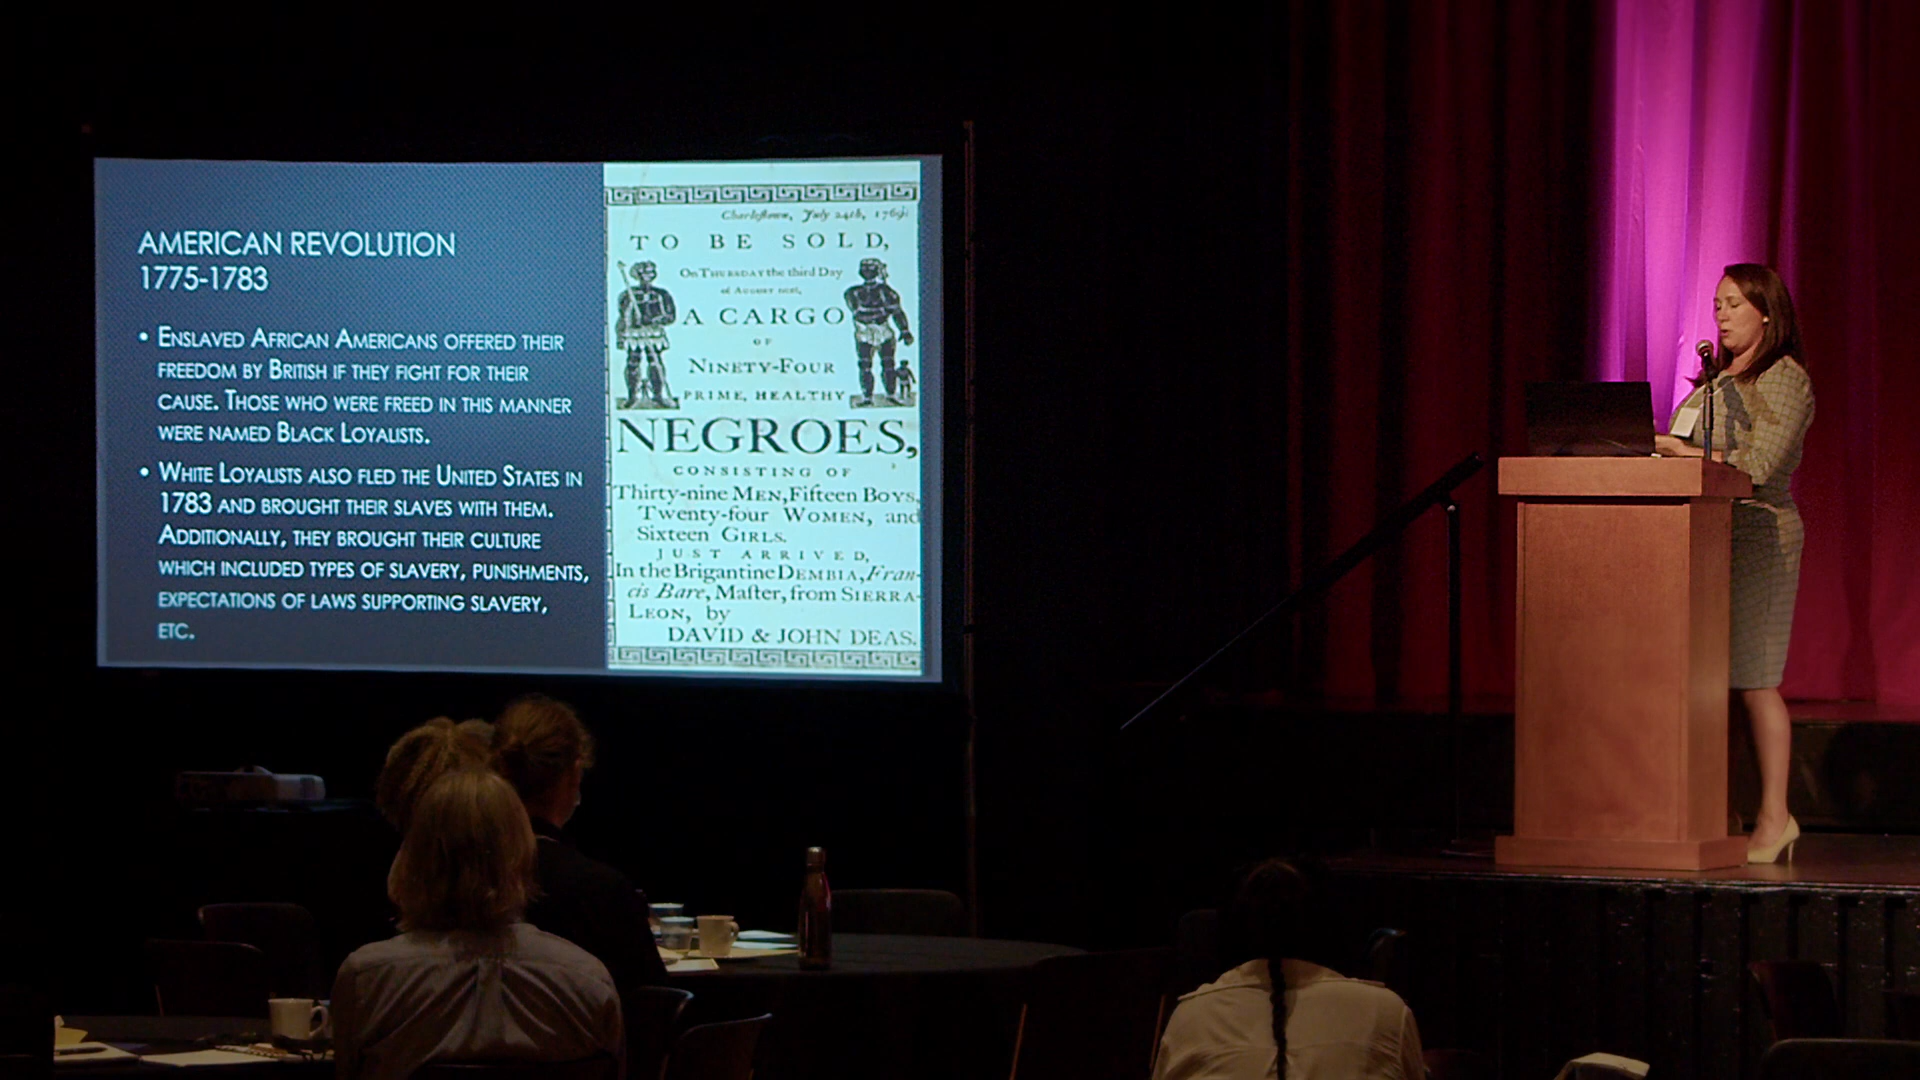 AMERICAN REVOLUTION
1775-1783
• ENSLAVED AFRICAN AMERICANS OFFERED THEIR
FREEDOM BY BRITISH IF THEY FIGHT FOR THEIR
CAUSE. THOSE WHO WERE FREED IN THIS MANNER
WERE NAMED BLACK LOYALISTS.
• WHITE LOYALISTS ALSO FLED THE UNITED STATES IN
1783 AND BROUGHT THEIR SLAVES WITH THEM.
ADDITIONALLY, THEY BROUGHT THEIR CULTURE
WHICH INCLUDED TYPES OF SLAVERY, PUNISHMENTS,
EXPECTATIONS OF LAWS SUPPORTING SLAVERY,
ETC.
Charlestown, July 24th, 1769.
TO BE SOLD,
On THURSDAY the third Day
of AUGUST next,
A CARGO
OF
NINETY-FOUR
PRIME, HEALTHY
NEGROES,
CONSISTING OF
Thirty-nine MEN, Fifteen BOYS,
Twenty-four WOMEN, and
Sixteen GIRLS.
JUST ARRIVED,
In the Brigantine DEMBIA, Fran-
cis Bare, Maſter, from SIERRA-
LEON, by
DAVID & JOHN DEAS.